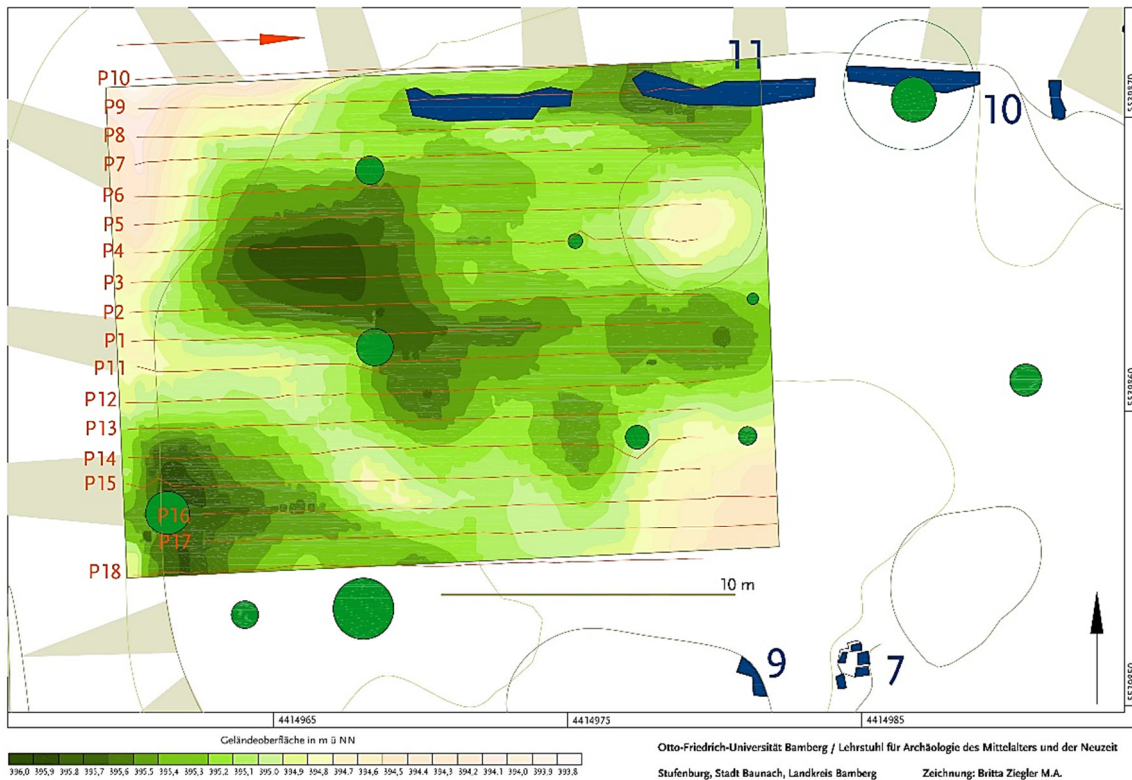 11
10
P10
P9
P8
P7
P6
P5
P4
P3
P2
P1
P11
P12
P13
P14
P15
P16
P17
P18
10 m
9
7
5539870
5539860
5539850
4414965
4414975
4414985
Geländeoberfläche in m ü NN
396,0 395,9 395.8 395,7 395,6 395,5 395,4 395,3 395,2 395,1 395.0 394,9 394,8 394,7 394.6 394,5 394,4 394,3 394.2 394,1 394,0 393,9 393,8
Otto-Friedrich-Universität Bamberg / Lehrstuhl für Archäologie des Mittelalters und der Neuzeit
Stufenburg, Stadt Baunach, Landkreis Bamberg Zeichnung: Britta Ziegler M.A.